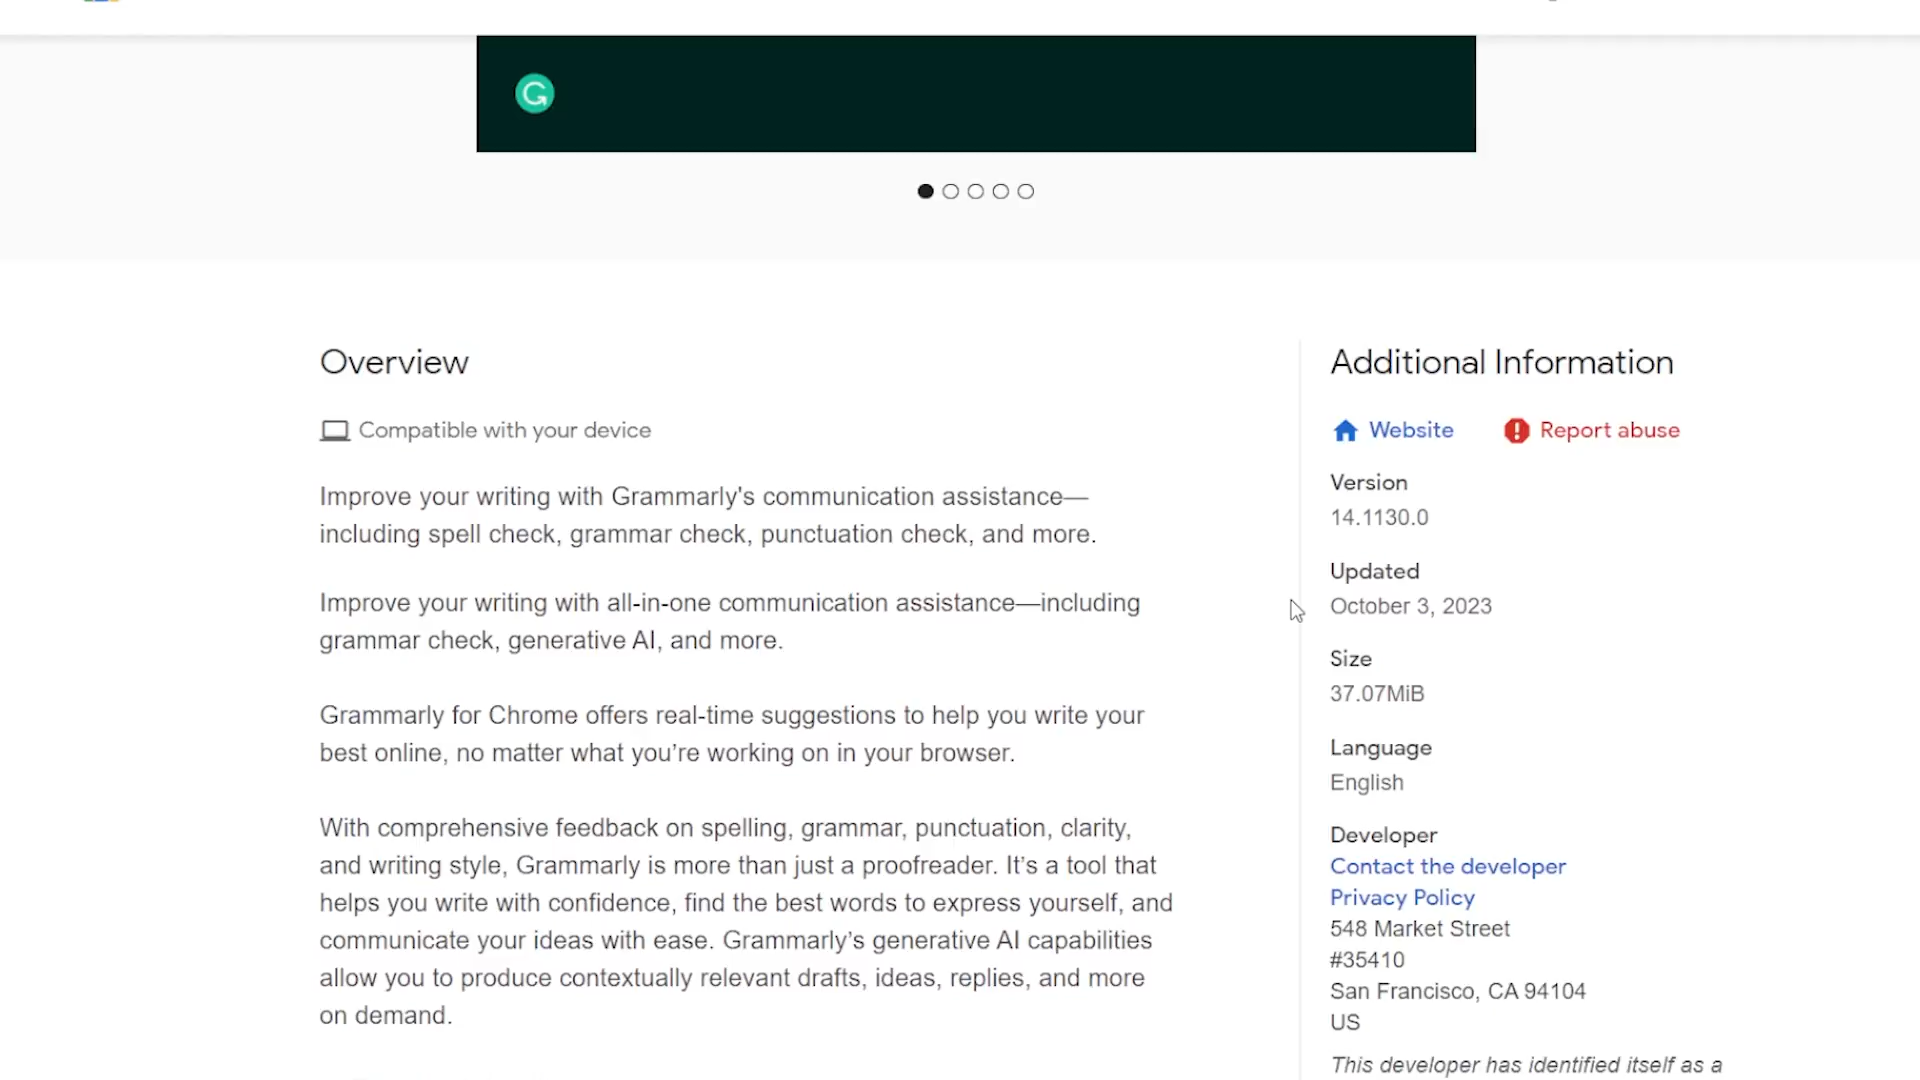 Overview
Compatible with your device
Improve your writing with Grammarly's communication assistance—
including spell check, grammar check, punctuation check, and more.
Improve your writing with all-in-one communication assistance—including
grammar check, generative AI, and more.
Grammarly for Chrome offers real-time suggestions to help you write your
best online, no matter what you’re working on in your browser.
With comprehensive feedback on spelling, grammar, punctuation, clarity,
and writing style, Grammarly is more than just a proofreader. It’s a tool that
helps you write with confidence, find the best words to express yourself, and
communicate your ideas with ease. Grammarly’s generative AI capabilities
allow you to produce contextually relevant drafts, ideas, replies, and more
on demand.
Additional Information
Website
Report abuse
Version
14.1130.0
Updated
October 3, 2023
Size
37.07MiB
Language
English
Developer
Contact the developer
Privacy Policy
548 Market Street
#35410
San Francisco, CA 94104
US
This developer has identified itself as a